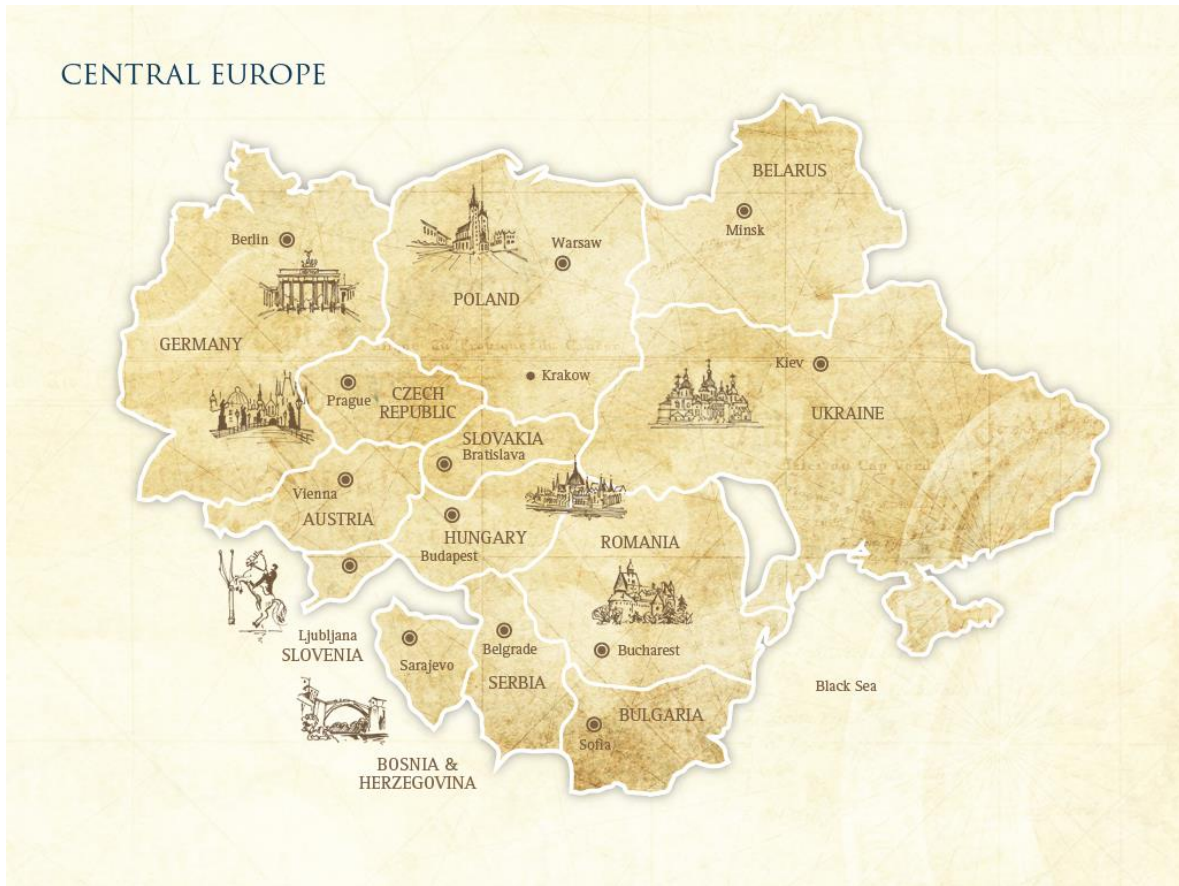 CENTRAL EUROPE
BELARUS
Minsk
Berlin
Warsaw
POLAND
GERMANY
Krakow
Kiev
UKRAINE
Prague
CZECH
REPUBLIC
SLOVAKIA
Bratislava
Vienna
AUSTRIA
HUNGARY
Budapest
ROMANIA
Ljubljana
SLOVENIA
Sarajevo
Belgrade
SERBIA
Bucharest
Black Sea
BULGARIA
Sofia
BOSNIA &
HERZEGOVINA